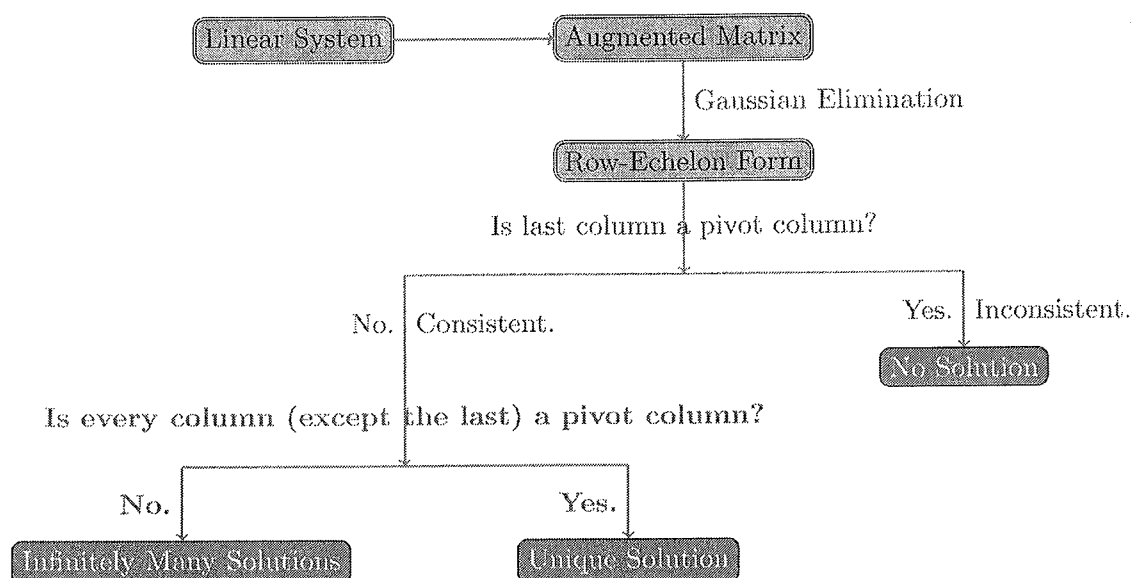 Linear System
Augmented Matrix
Gaussian Elimination
Row-Echelon Form
Is last column a pivot column?
No. Consistent.
Yes. Inconsistent.
No Solution
Is every column (except the last) a pivot column?
No.
Yes.
Infinitely Many Solutions
Unique Solution